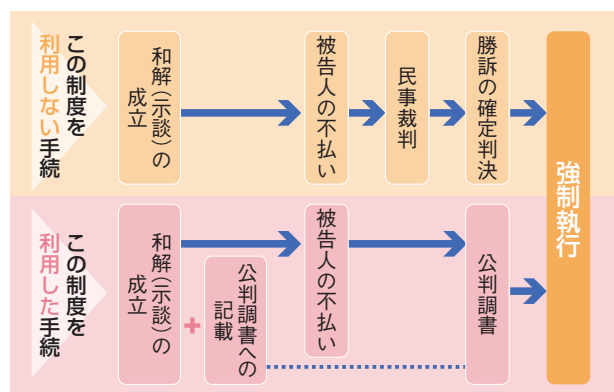 この制度を
利用しない手続
和解（示談）の
成立
被告人の不払い
民事裁判
勝訴の確定判決
強制執行
この制度を
利用した手続
和解（示談）の
成立
+
公判調書への
記載
被告人の不払い
公判調書